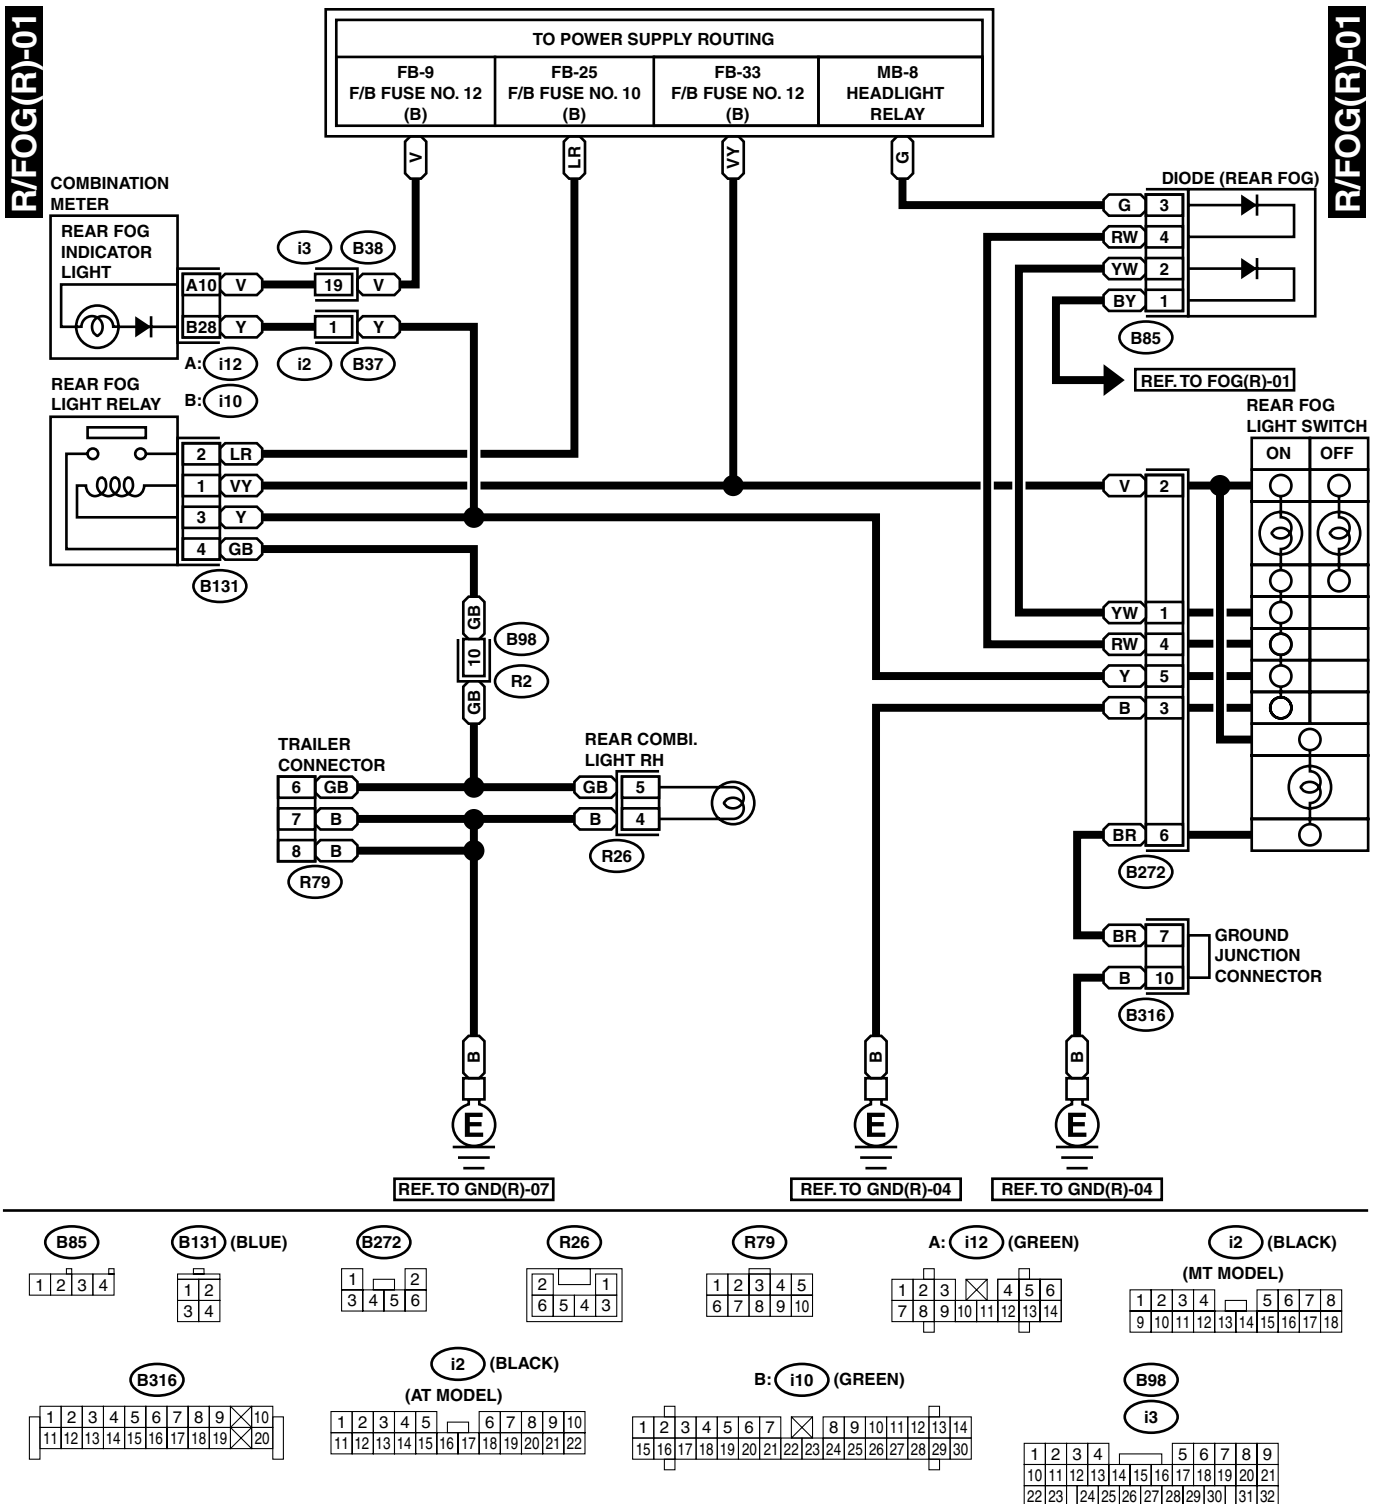 R/FOG(R)-01
R/FOG(R)-01
TO POWER SUPPLY ROUTING
FB-9
F/B FUSE NO. 12
(B)
FB-25
F/B FUSE NO. 10
(B)
FB-33
F/B FUSE NO. 12
(B)
MB-8
HEADLIGHT
RELAY
V
LR
VY
G
COMBINATION
METER
REAR FOG
INDICATOR
LIGHT
A10 V
i3
B38
19 V
B28 Y
1 Y
A: i12
i2
B37
B: i10
DIODE (REAR FOG)
G 3
RW 4
YW 2
BY 1
B85
REF. TO FOG(R)-01
REAR FOG
LIGHT RELAY
2 LR
1 VY
3 Y
4 GB
B131
REAR FOG
LIGHT SWITCH
ON OFF
V 2
YW 1
RW 4
Y 5
B 3
BR 6
B272
GB
10
B98
R2
GB
TRAILER
CONNECTOR
6 GB
7 B
8 B
R79
REAR COMBI.
LIGHT RH
GB 5
B 4
R26
BR 7
B 10
GROUND
JUNCTION
CONNECTOR
B316
B
B
B
E
E
E
REF. TO GND(R)-07
REF. TO GND(R)-04
REF. TO GND(R)-04
B85
1 2 3 4
B131 (BLUE)
1 2
3 4
B272
1 2
3 4 5 6
R26
2 1
6 5 4 3
R79
1 2 3 4 5
6 7 8 9 10
A: i12 (GREEN)
1 2 3 4 5 6
7 8 9 10 11 12 13 14
i2 (BLACK)
(MT MODEL)
1 2 3 4 5 6 7 8
9 10 11 12 13 14 15 16 17 18
B316
1 2 3 4 5 6 7 8 9 10
11 12 13 14 15 16 17 18 19 20
i2 (BLACK)
(AT MODEL)
1 2 3 4 5 6 7 8 9 10
11 12 13 14 15 16 17 18 19 20 21 22
B: i10 (GREEN)
1 2 3 4 5 6 7 8 9 10 11 12 13 14
15 16 17 18 19 20 21 22 23 24 25 26 27 28 29 30
B98
i3
1 2 3 4 5 6 7 8 9
10 11 12 13 14 15 16 17 18 19 20 21
22 23 24 25 26 27 28 29 30 31 32